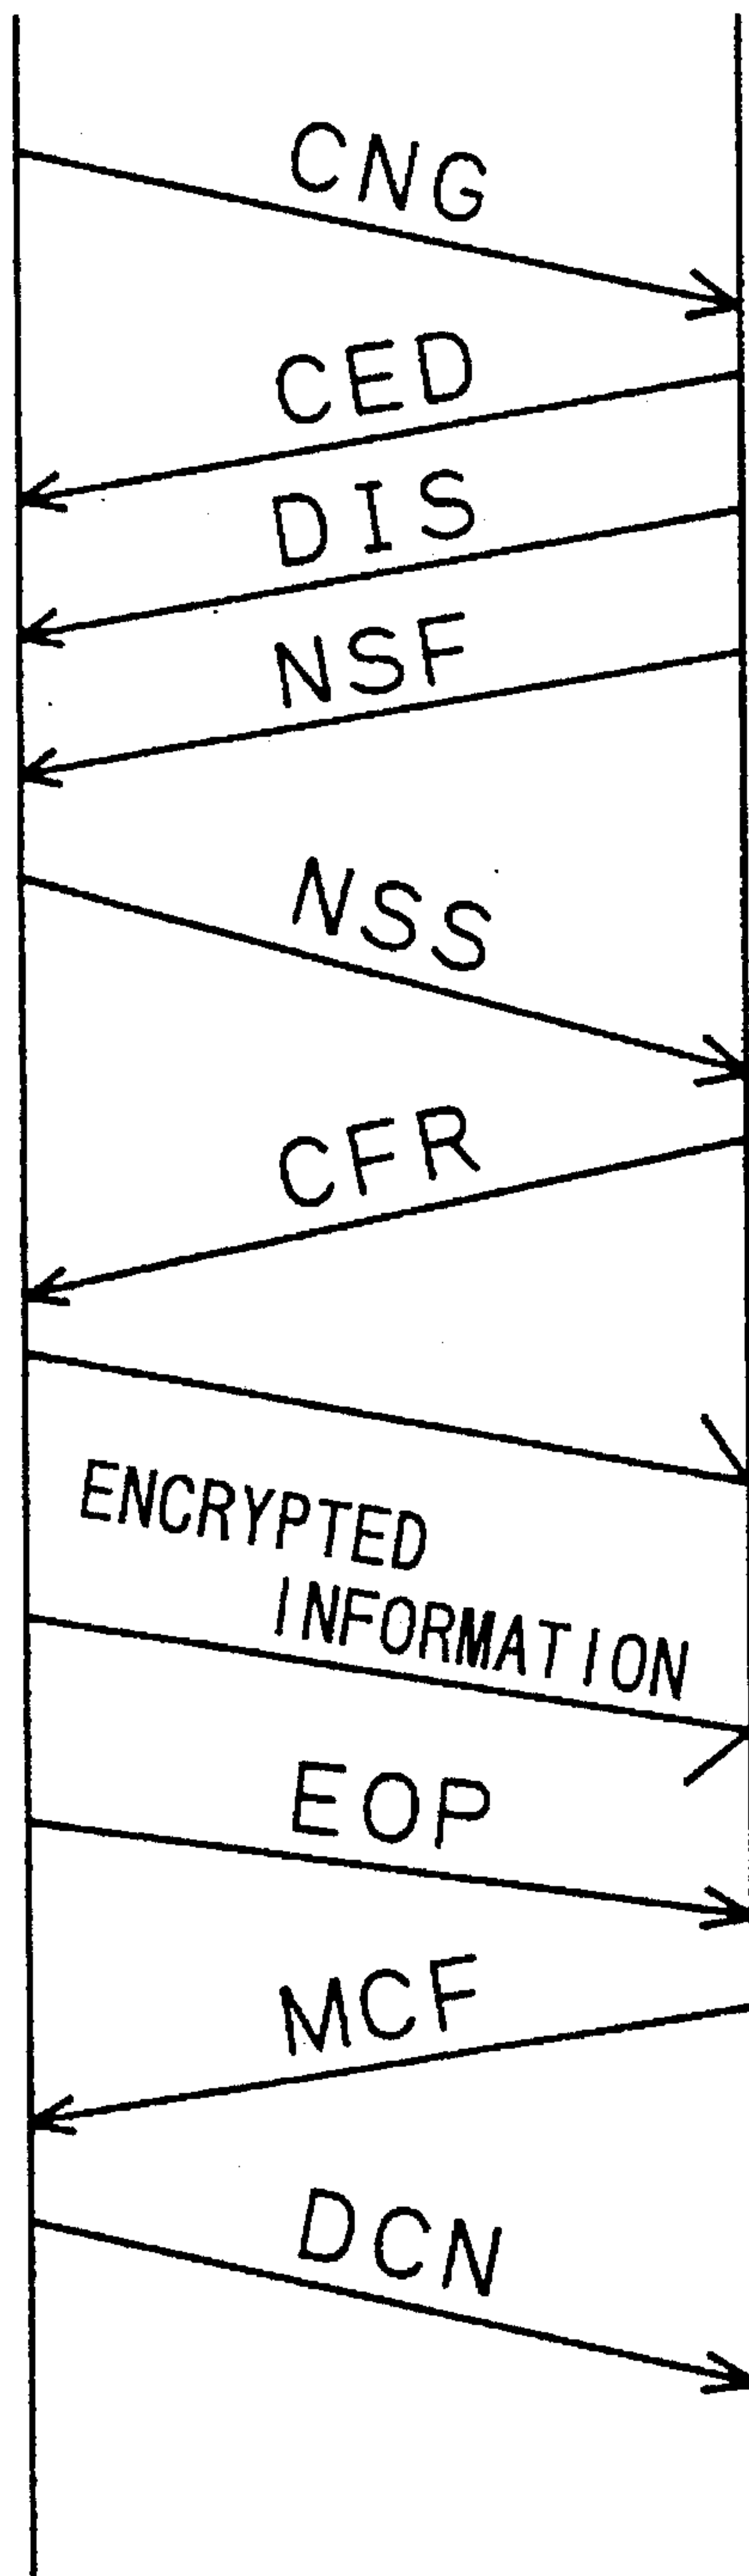 CNG
CED
DIS
NSF
NSS
CFR
ENCRYPTED
INFORMATION
EOP
MCF
DCN